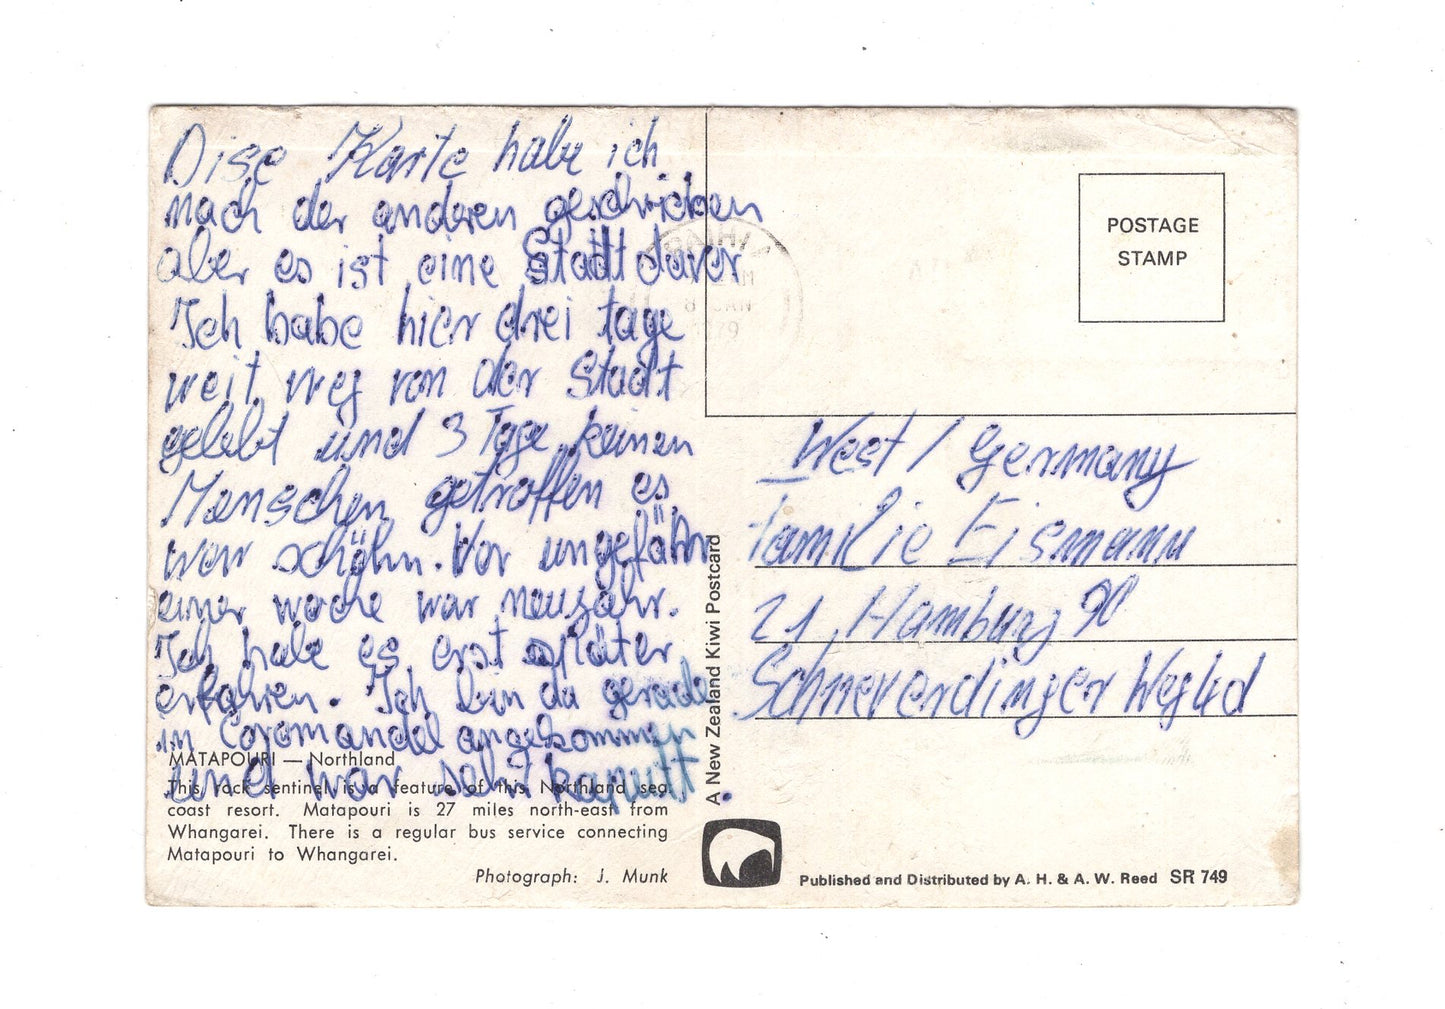 Dise Karte habe ich
nach der anderen geschrieben
aber es ist eine Stadt davor
Ich habe hier drei tage
weit weg von der Stadt
gelebt und 3 Tage keinen
Menschen getroffen es
war schöhn. Vor ungefähr
einer woche war neujahr.
Ich habe es erst später
erfahren. Ich bin da gerade
in Coromandel angekommen
und war sehr kaputt.
MATAPOURI — Northland
This rock sentinel is a feature of this Northland sea
coast resort. Matapouri is 27 miles north-east from
Whangarei. There is a regular bus service connecting
Matapouri to Whangarei.
Photograph: J. Munk
A New Zealand Kiwi Postcard
POSTAGE
STAMP
West / Germany
Familie Eismann
21, Hamburg 90
Schneverdinger Weg
Published and Distributed by A. H. & A. W. Reed SR 749